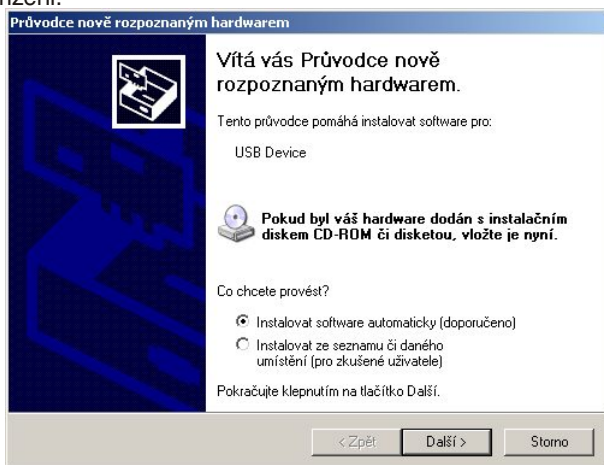 Průvodce nově rozpoznaným hardwarem
Vítá vás Průvodce nově
rozpoznaným hardwarem.
Tento průvodce pomáhá instalovat software pro:
USB Device
Pokud byl váš hardware dodán s instalačním
diskem CD-ROM či disketou, vložte je nyní.
Co chcete provést?
Instalovat software automaticky (doporučeno)
Instalovat ze seznamu či daného
umístění (pro zkušené uživatele)
Pokračujte klepnutím na tlačítko Další.
< Zpět
Další >
Storno